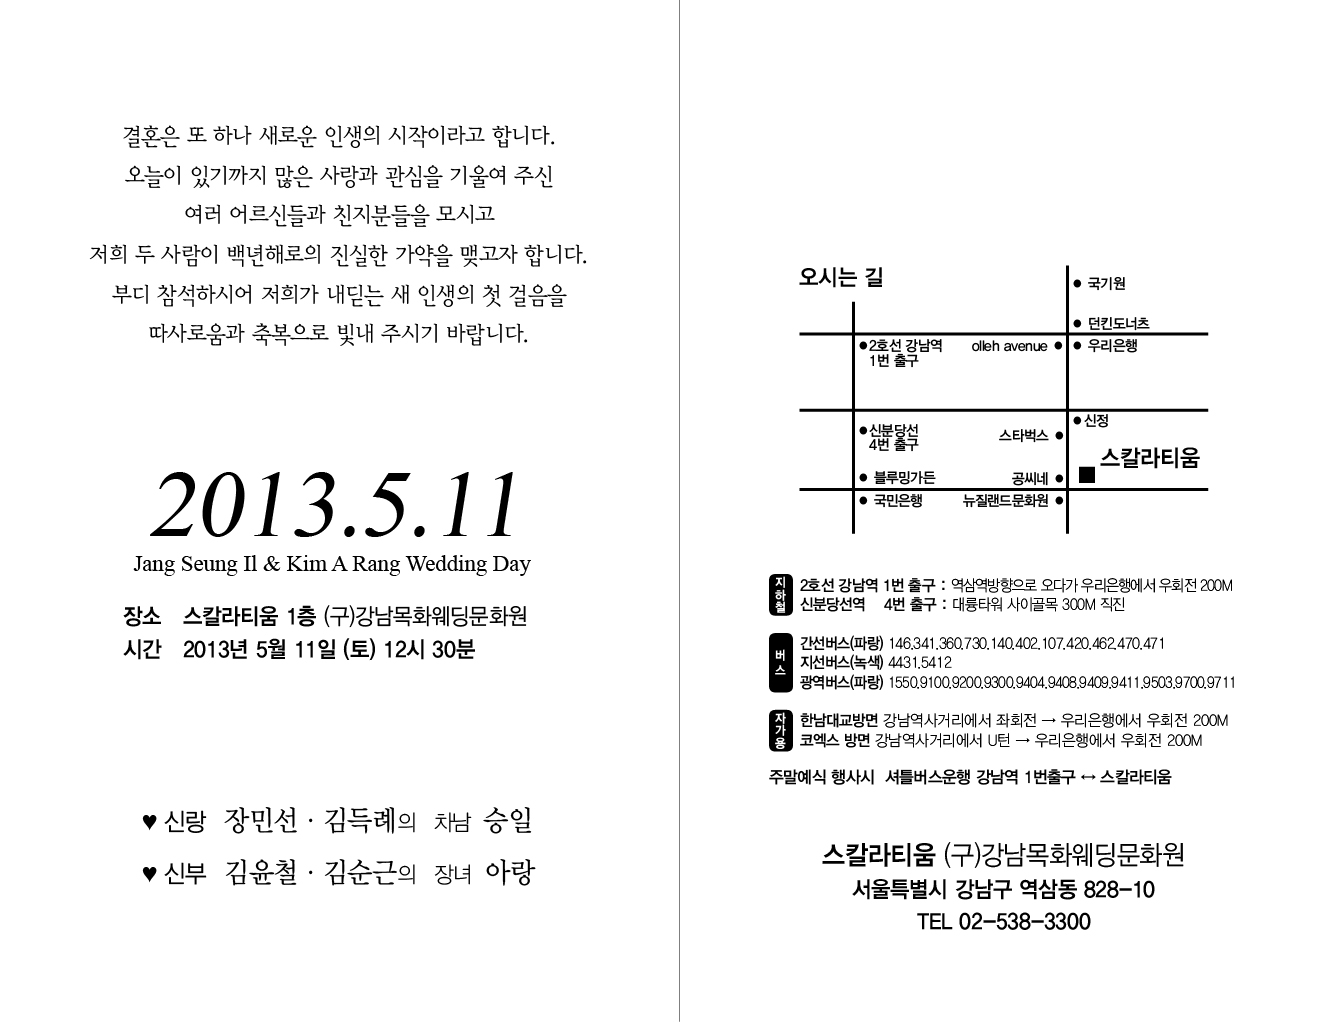 결혼은 또 하나 새로운 인생의 시작이라고 합니다.
오늘이 있기까지 많은 사랑과 관심을 기울여 주신
여러 어르신들과 친지분들을 모시고
저희 두 사람이 백년해로의 진실한 가약을 맺고자 합니다.
부디 참석하시어 저희가 내딛는 새 인생의 첫 걸음을
따사로움과 축복으로 빛내 주시기 바랍니다.
2013.5.11
Jang Seung Il & Kim A Rang Wedding Day
장소 스칼라티움 1층 (구)강남목화웨딩문화원
시간 2013년 5월 11일 (토) 12시 30분
♥ 신랑 장민선 · 김득례의 차남 승일
♥ 신부 김윤철 · 김순근의 장녀 아랑
오시는 길
국기원
던킨도너츠
2호선 강남역
1번 출구
olleh avenue
우리은행
신분당선
4번 출구
스타벅스
신정
스칼라티움
블루밍가든
공씨네
국민은행
뉴질랜드문화원
지하철
2호선 강남역 1번 출구 : 역삼역방향으로 오다가 우리은행에서 우회전 200M
신분당선역 4번 출구 : 대륭타워 사이골목 300M 직진
버스
간선버스(파랑) 146.341.360.730.140.402.107.420.462.470.471
지선버스(녹색) 4431.5412
광역버스(파랑) 1550.9100.9200.9300.9404.9408.9409.9411.9503.9700.9711
자가용
한남대교방면 강남역사거리에서 좌회전 → 우리은행에서 우회전 200M
코엑스 방면 강남역사거리에서 U턴 → 우리은행에서 우회전 200M
주말예식 행사시 셔틀버스운행 강남역 1번출구 ↔ 스칼라티움
스칼라티움 (구)강남목화웨딩문화원
서울특별시 강남구 역삼동 828-10
TEL 02-538-3300